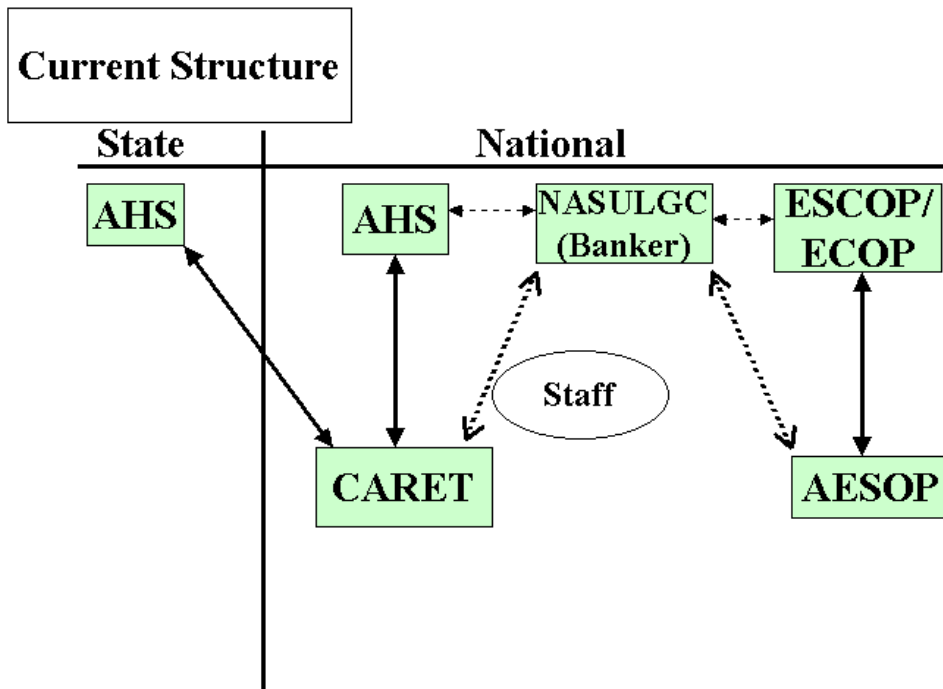 Current Structure
State
National
AHS
AHS
NASULGC
(Banker)
ESCOP/
ECOP
Staff
CARET
AESOP